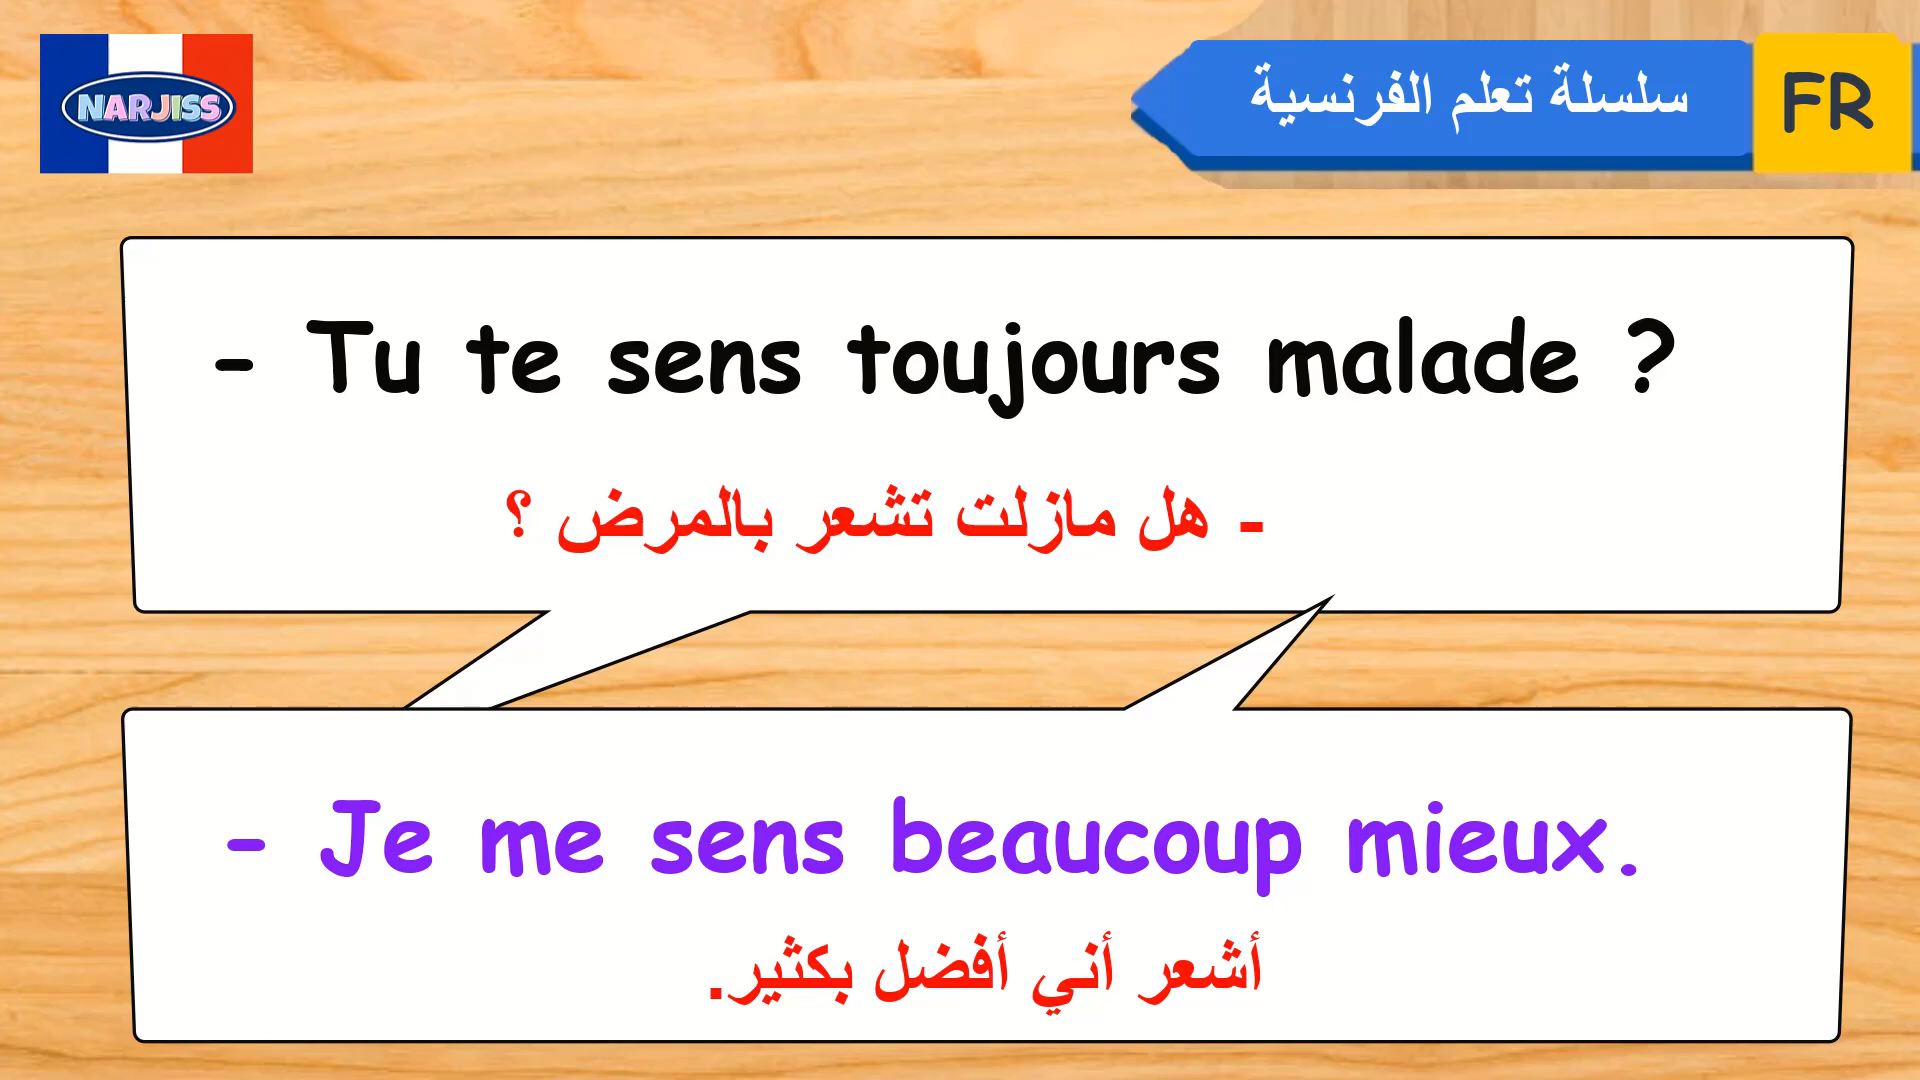 NARJISS
سلسلة تعلم الفرنسية
FR
- Tu te sens toujours malade ?
- هل مازلت تشعر بالمرض ؟
- Je me sens beaucoup mieux.
أشعر أني أفضل بكثير.